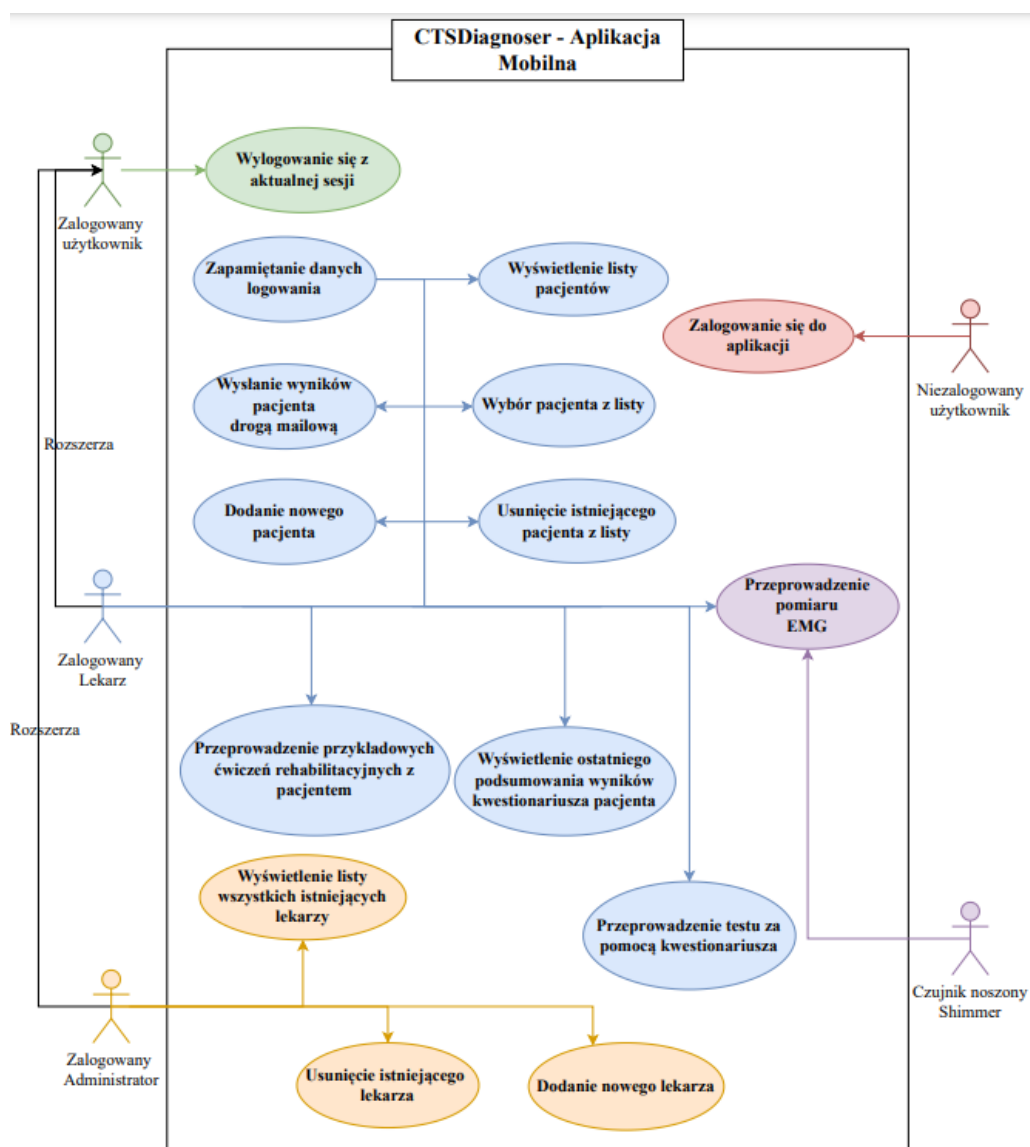 CTSDiagnoser - Aplikacja
Mobilna
Wylogowanie się z
aktualnej sesji
Zalogowany
użytkownik
Zapamiętanie danych
logowania
Wyświetlenie listy
pacjentów
Zalogowanie się do
aplikacji
Niezalogowany
użytkownik
Wysłanie wyników
pacjenta
drogą mailową
Wybór pacjenta z listy
Rozszerza
Dodanie nowego
pacjenta
Usunięcie istniejącego
pacjenta z listy
Przeprowadzenie
pomiaru
EMG
Zalogowany
Lekarz
Rozszerza
Przeprowadzenie przykładowych
ćwiczeń rehabilitacyjnych z
pacjentem
Wyświetlenie ostatniego
podsumowania wyników
kwestionariusza pacjenta
Wyświetlenie listy
wszystkich istniejących
lekarzy
Przeprowadzenie testu za
pomocą kwestionariusza
Czujnik noszony
Shimmer
Zalogowany
Administrator
Usunięcie istniejącego
lekarza
Dodanie nowego lekarza